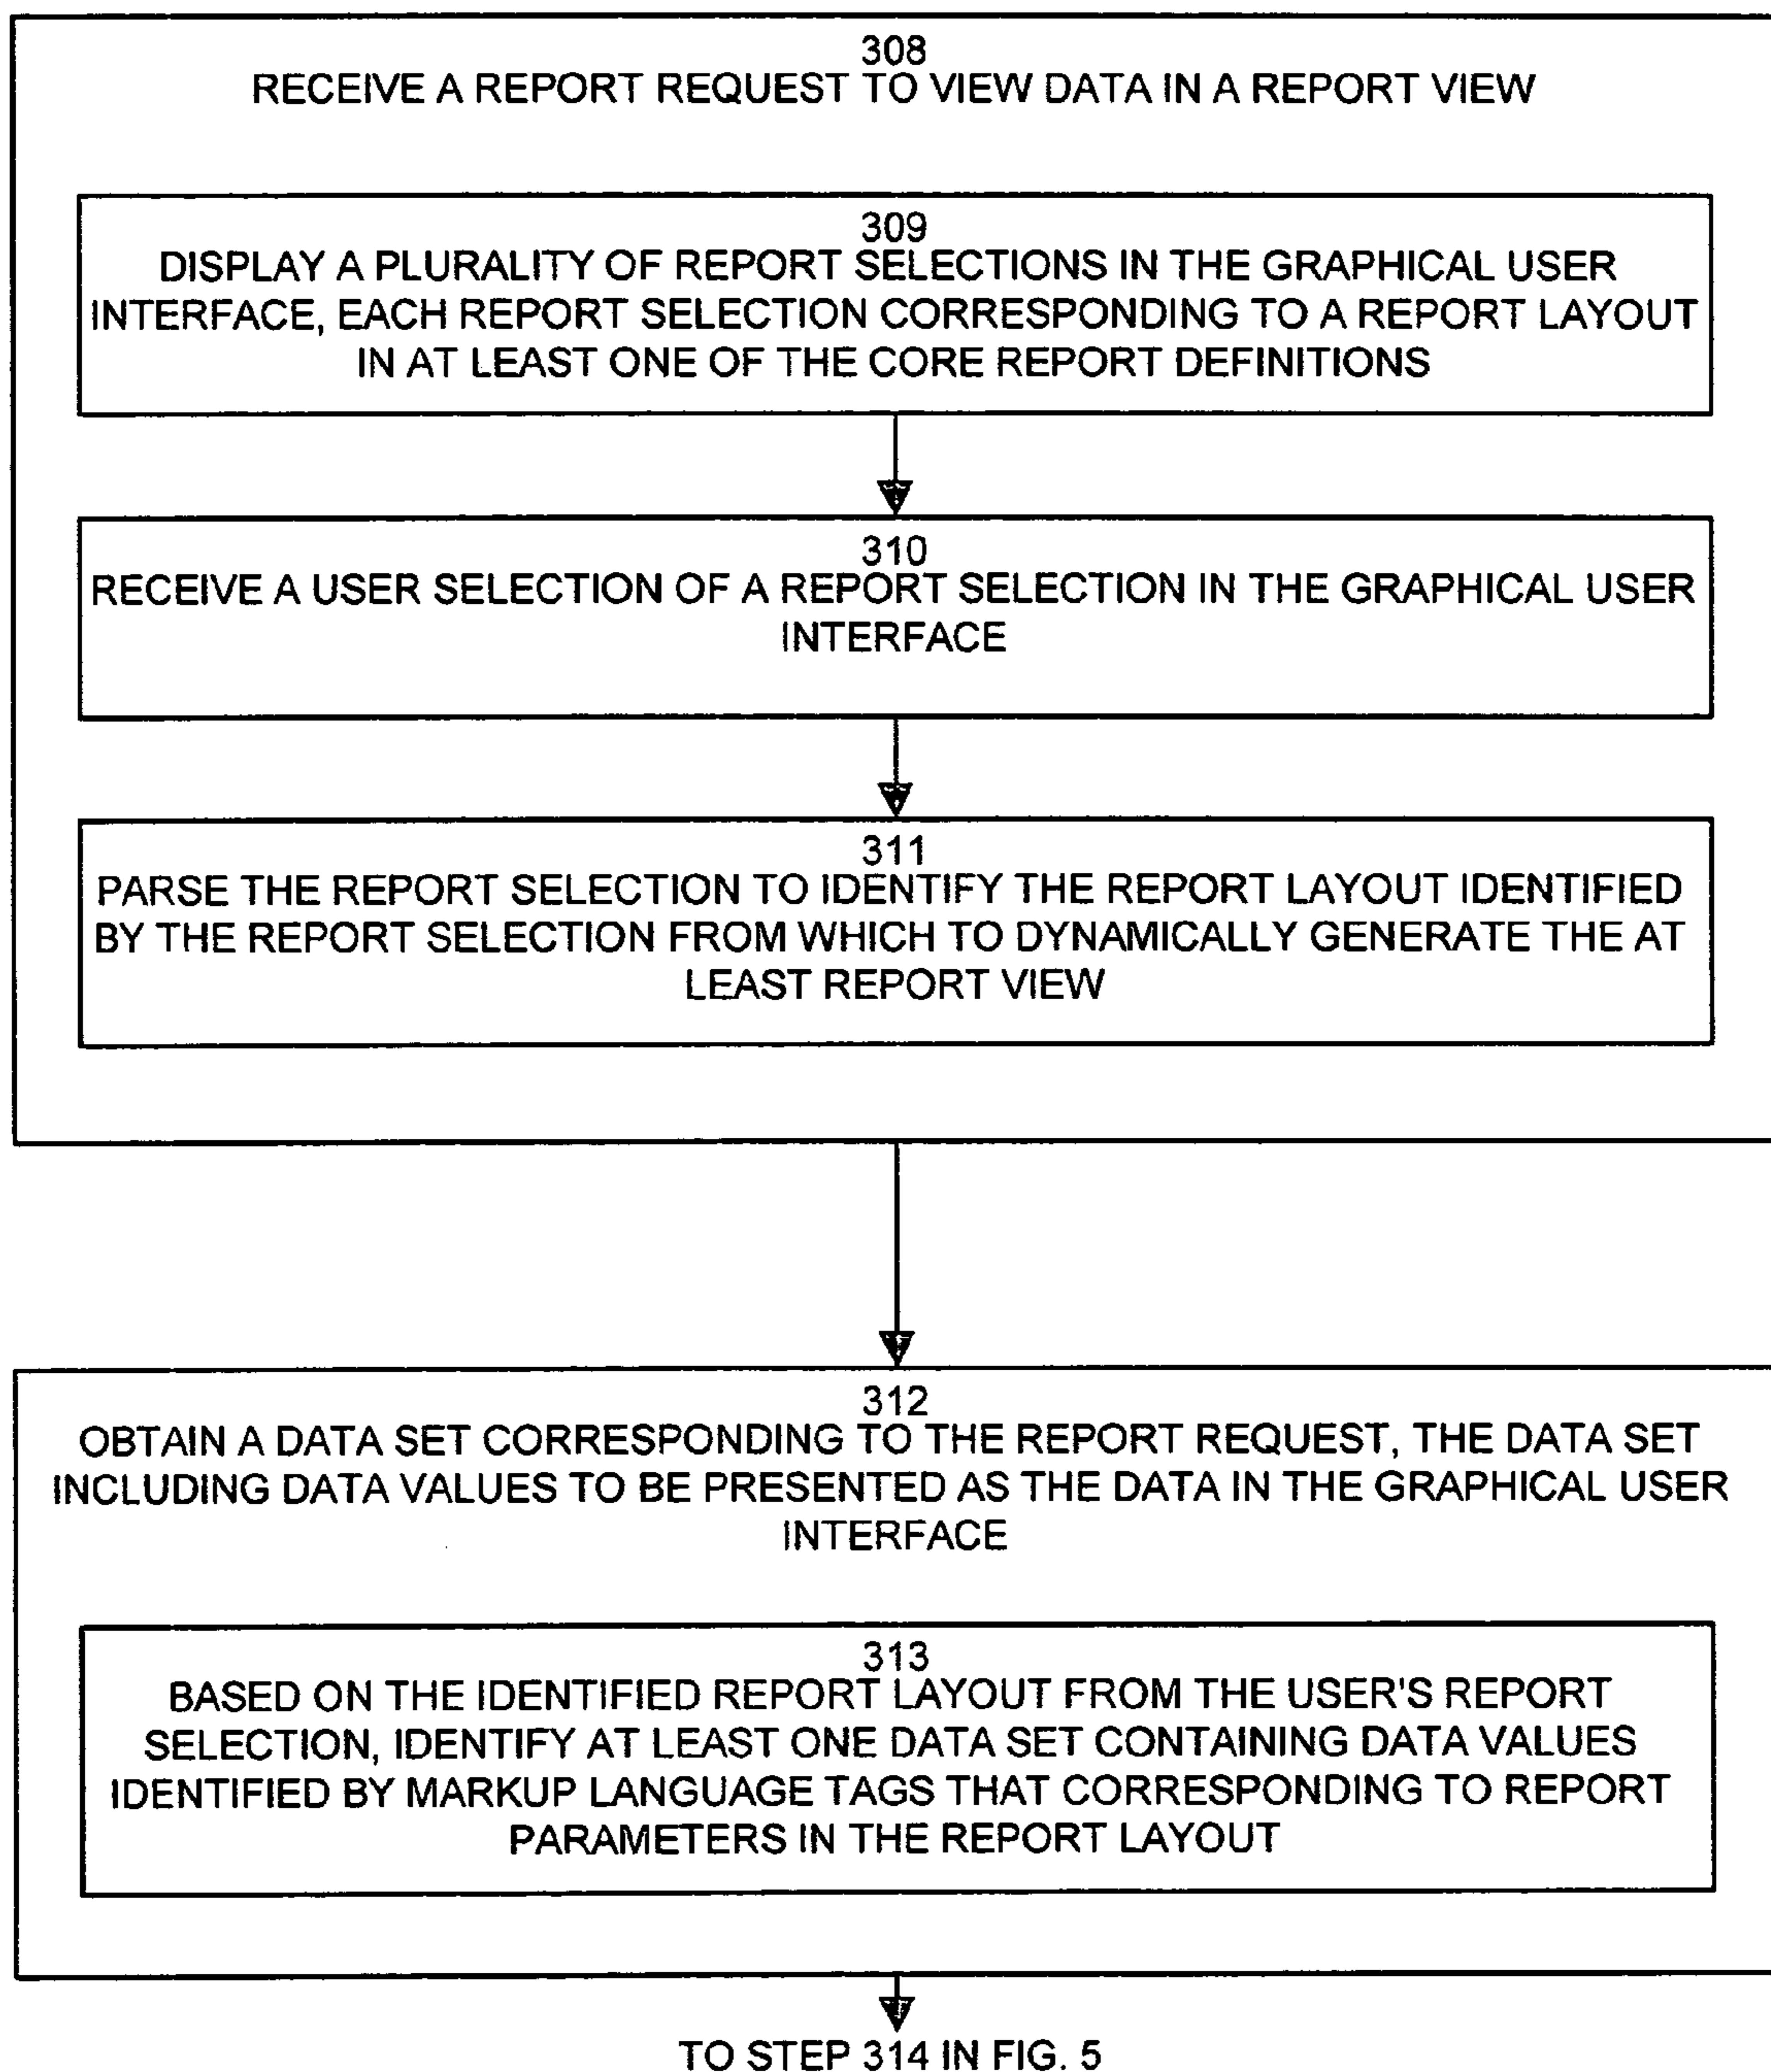 308
RECEIVE A REPORT REQUEST TO VIEW DATA IN A REPORT VIEW
309
DISPLAY A PLURALITY OF REPORT SELECTIONS IN THE GRAPHICAL USER
INTERFACE, EACH REPORT SELECTION CORRESPONDING TO A REPORT LAYOUT
IN AT LEAST ONE OF THE CORE REPORT DEFINITIONS
310
RECEIVE A USER SELECTION OF A REPORT SELECTION IN THE GRAPHICAL USER
INTERFACE
311
PARSE THE REPORT SELECTION TO IDENTIFY THE REPORT LAYOUT IDENTIFIED
BY THE REPORT SELECTION FROM WHICH TO DYNAMICALLY GENERATE THE AT
LEAST REPORT VIEW
312
OBTAIN A DATA SET CORRESPONDING TO THE REPORT REQUEST, THE DATA SET
INCLUDING DATA VALUES TO BE PRESENTED AS THE DATA IN THE GRAPHICAL USER
INTERFACE
313
BASED ON THE IDENTIFIED REPORT LAYOUT FROM THE USER'S REPORT
SELECTION, IDENTIFY AT LEAST ONE DATA SET CONTAINING DATA VALUES
IDENTIFIED BY MARKUP LANGUAGE TAGS THAT CORRESPONDING TO REPORT
PARAMETERS IN THE REPORT LAYOUT
TO STEP 314 IN FIG. 5